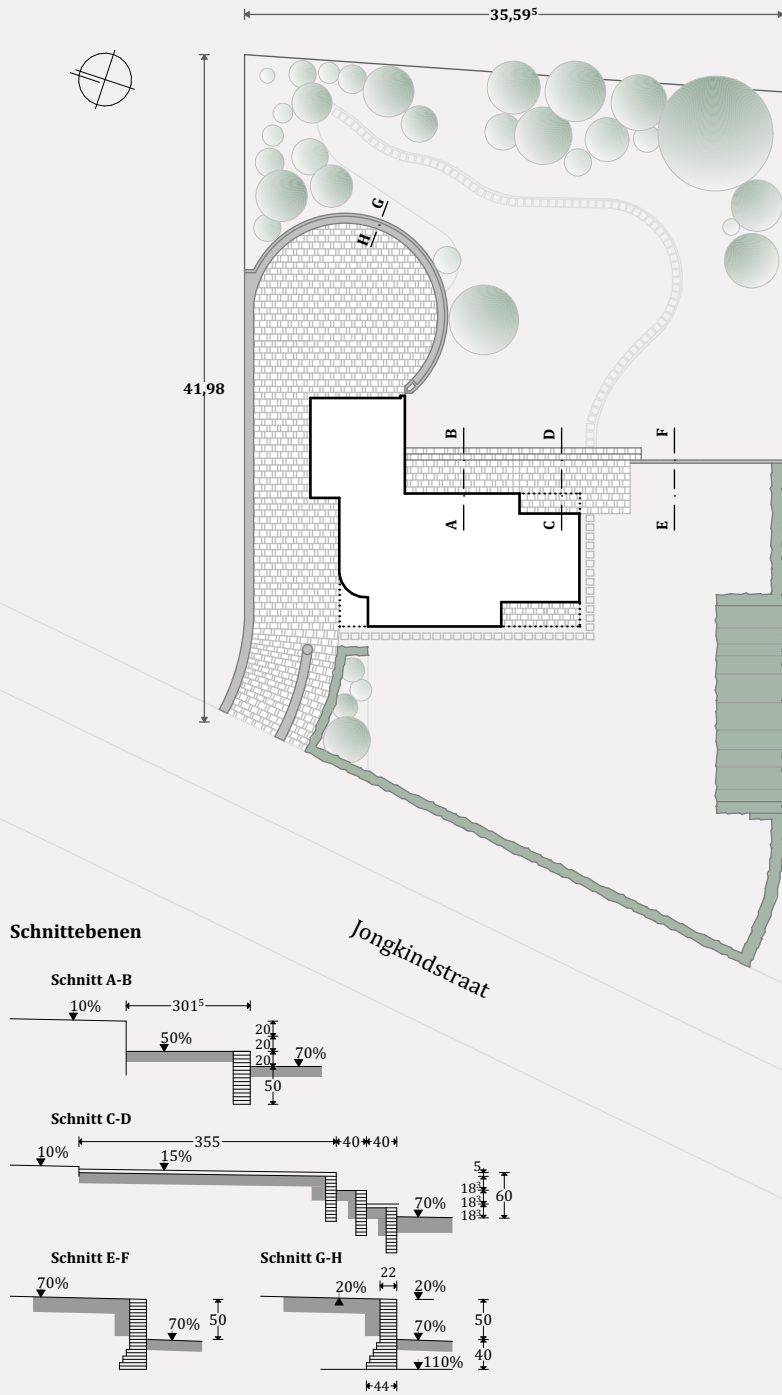 35,59⁵
41,98
G
H
B
D
F
A
C
E
Jongkindstraat
Schnittebenen
Schnitt A-B
10%
301⁵
50%
20
20
20
70%
50
Schnitt C-D
10%
355
40
40
15%
70%
5
18³
18³
18³
60
Schnitt E-F
70%
70%
50
Schnitt G-H
22
20%
20%
70%
110%
50
40
44